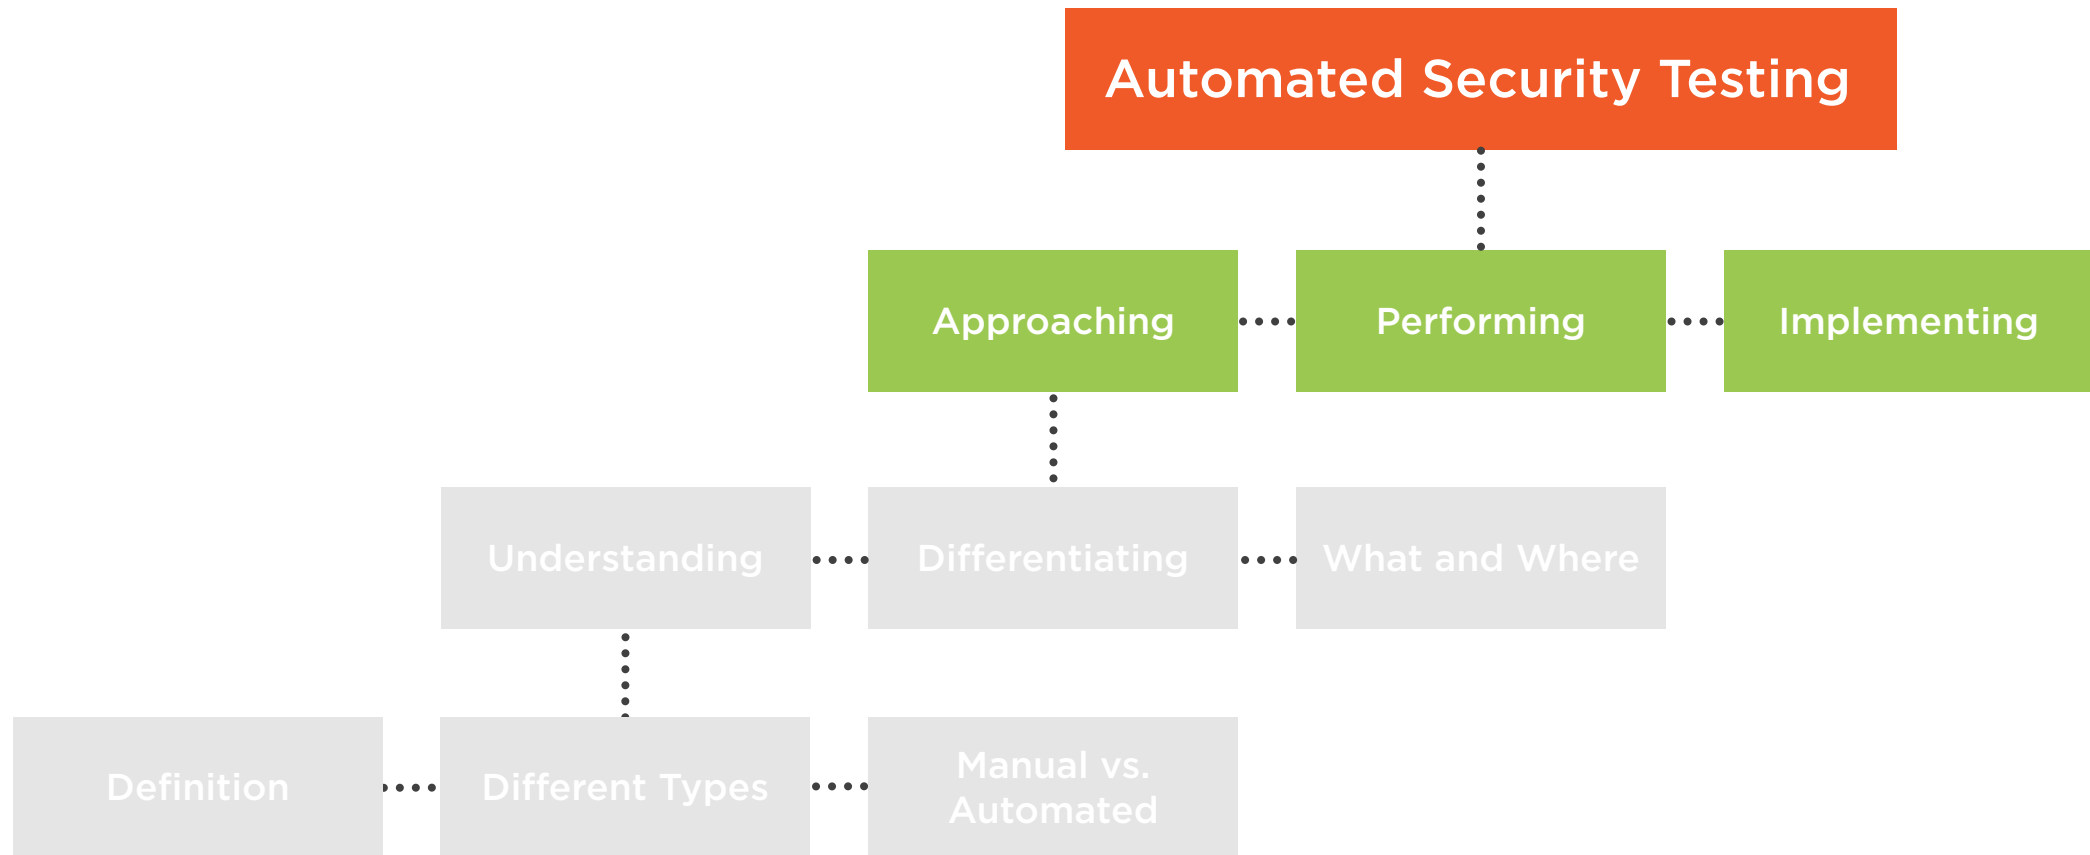 Automated Security Testing
Approaching
Performing
Implementing
Understanding
Differentiating
What and Where
Definition
Different Types
Manual vs.
Automated